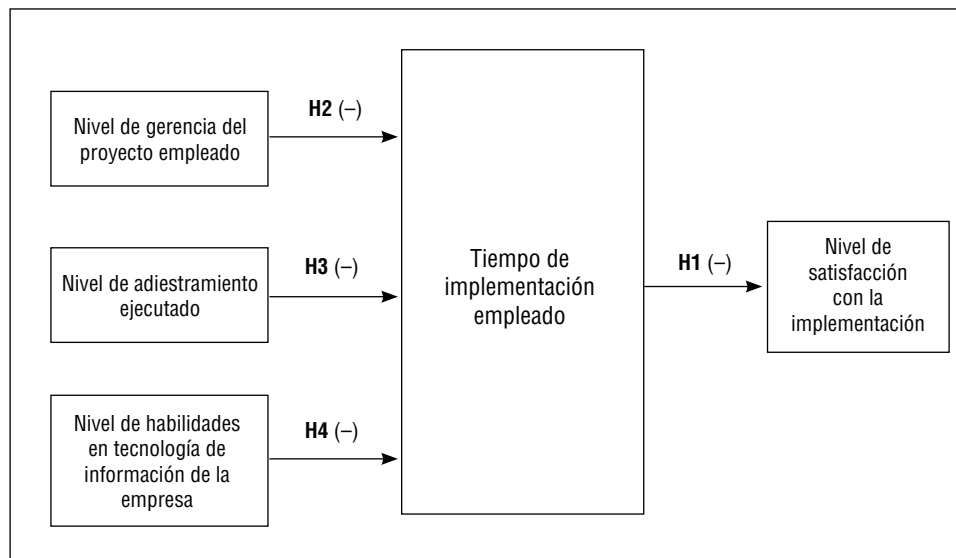 Nivel de gerencia del
proyecto empleado
H2 (–)
Nivel de adiestramiento
ejecutado
H3 (–)
Nivel de habilidades
en tecnología de
información de la
empresa
H4 (–)
Tiempo de
implementación
empleado
H1 (–)
Nivel de
satisfacción
con la
implementación